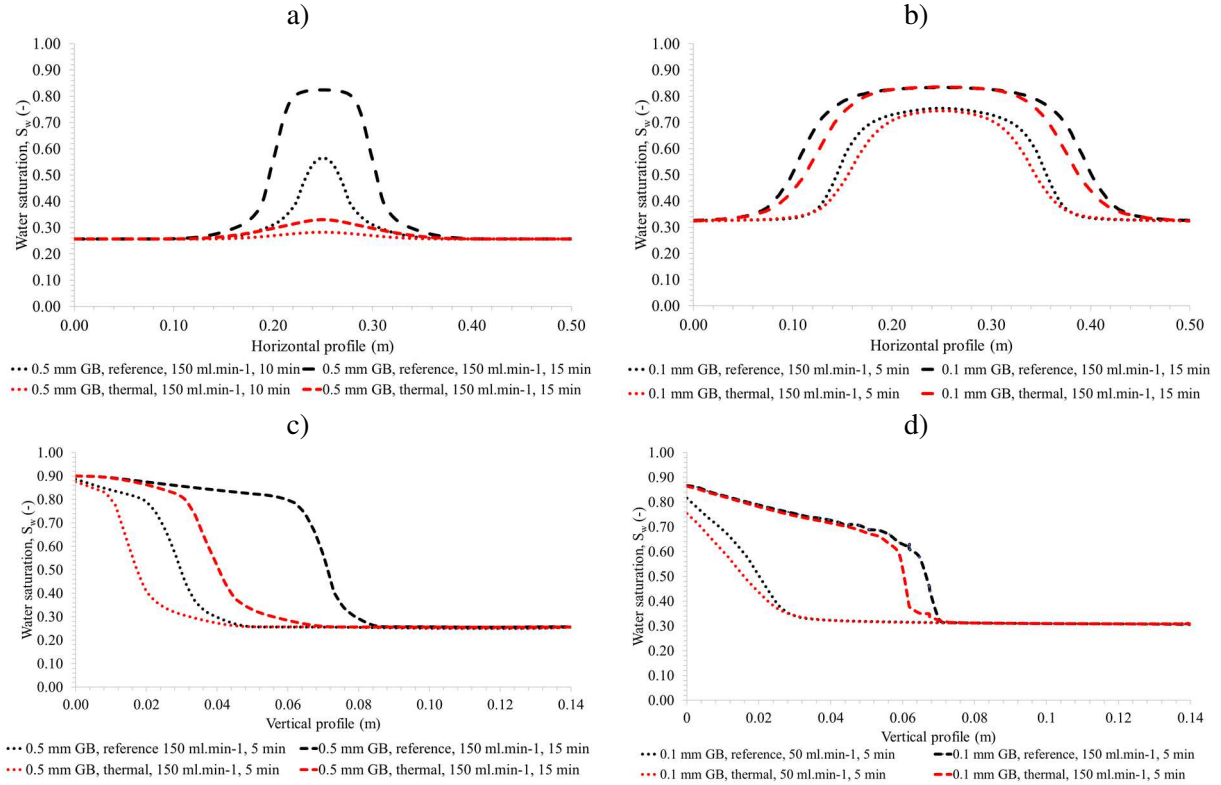 a)
1.00
0.90
0.80
0.70
0.60
0.50
0.40
0.30
0.20
0.10
0.00
Water saturation, Sw (-)
0.00 0.10 0.20 0.30 0.40 0.50
Horizontal profile (m)
0.5 mm GB, reference, 150 ml.min-1, 10 min
0.5 mm GB, reference, 150 ml.min-1, 15 min
0.5 mm GB, thermal, 150 ml.min-1, 10 min
0.5 mm GB, thermal, 150 ml.min-1, 15 min
b)
1.00
0.90
0.80
0.70
0.60
0.50
0.40
0.30
0.20
0.10
0.00
Water saturation, Sw (-)
0.00 0.10 0.20 0.30 0.40 0.50
Horizontal profile (m)
0.1 mm GB, reference, 150 ml.min-1, 5 min
0.1 mm GB, reference, 150 ml.min-1, 15 min
0.1 mm GB, thermal, 150 ml.min-1, 5 min
0.1 mm GB, thermal, 150 ml.min-1, 15 min
c)
1.00
0.90
0.80
0.70
0.60
0.50
0.40
0.30
0.20
0.10
0.00
Water saturation, Sw (-)
0.00 0.02 0.04 0.06 0.08 0.10 0.12 0.14
Vertical profile (m)
0.5 mm GB, reference 150 ml.min-1, 5 min
0.5 mm GB, reference, 150 ml.min-1, 15 min
0.5 mm GB, thermal, 150 ml.min-1, 5 min
0.5 mm GB, thermal, 150 ml.min-1, 15 min
d)
1.00
0.90
0.80
0.70
0.60
0.50
0.40
0.30
0.20
0.10
0.00
Water saturation, Sw (-)
0 0.02 0.04 0.06 0.08 0.1 0.12 0.14
Vertical profile (m)
0.1 mm GB, reference 50 ml.min-1, 5 min
0.1 mm GB, reference, 150 ml.min-1, 5 min
0.1 mm GB, thermal 50 ml.min-1, 5 min
0.1 mm GB, thermal, 150 ml.min-1, 5 min